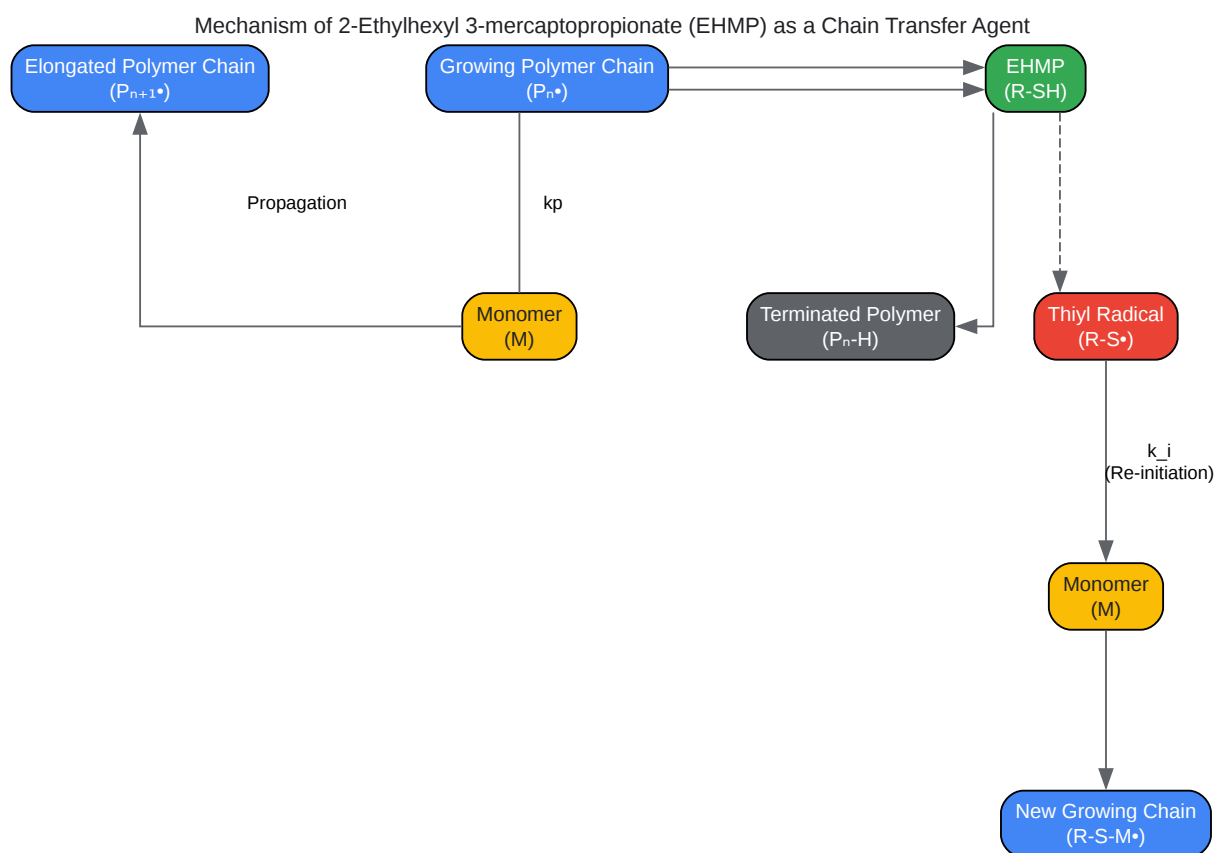 Mechanism of 2-Ethylhexyl 3-mercaptopropionate (EHMP) as a Chain Transfer Agent
Elongated Polymer Chain
(Pₙ₊₁•)
Growing Polymer Chain
(Pₙ•)
EHMP
(R-SH)
Propagation
kp
Monomer
(M)
Terminated Polymer
(Pₙ-H)
Thiyl Radical
(R-S•)
k_i
(Re-initiation)
Monomer
(M)
New Growing Chain
(R-S-M•)